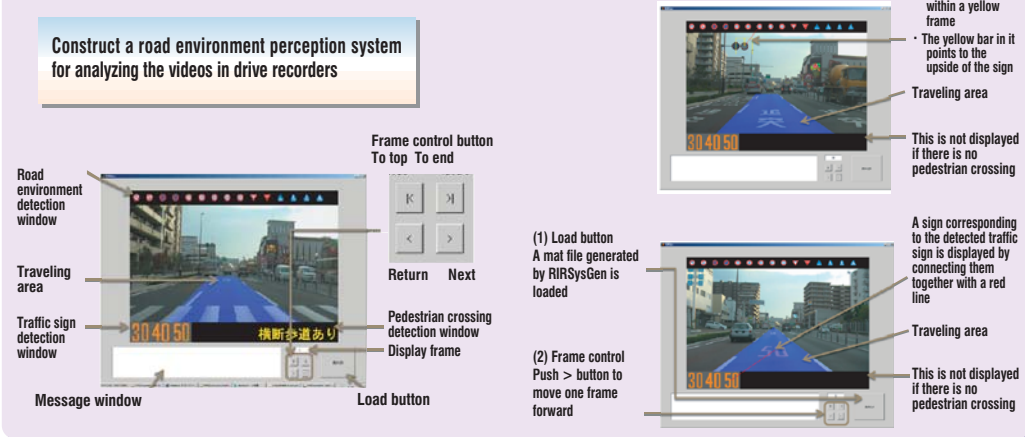 Construct a road environment perception system
for analyzing the videos in drive recorders
Frame control button
To top To end
Road
environment
detection
window
Traveling
area
Traffic sign
detection
window
30 40 50
横断歩道あり
Return Next
Pedestrian crossing
detection window
Display frame
Message window
Load button
within a yellow
frame
・The yellow bar in it
points to the
upside of the sign
Traveling area
This is not displayed
if there is no
pedestrian crossing
30 40 50
(1) Load button
A mat file generated
by RIRSysGen is
loaded
(2) Frame control
Push > button to
move one frame
forward
A sign corresponding
to the detected traffic
sign is displayed by
connecting them
together with a red
line
Traveling area
This is not displayed
if there is no
pedestrian crossing
30 40 50